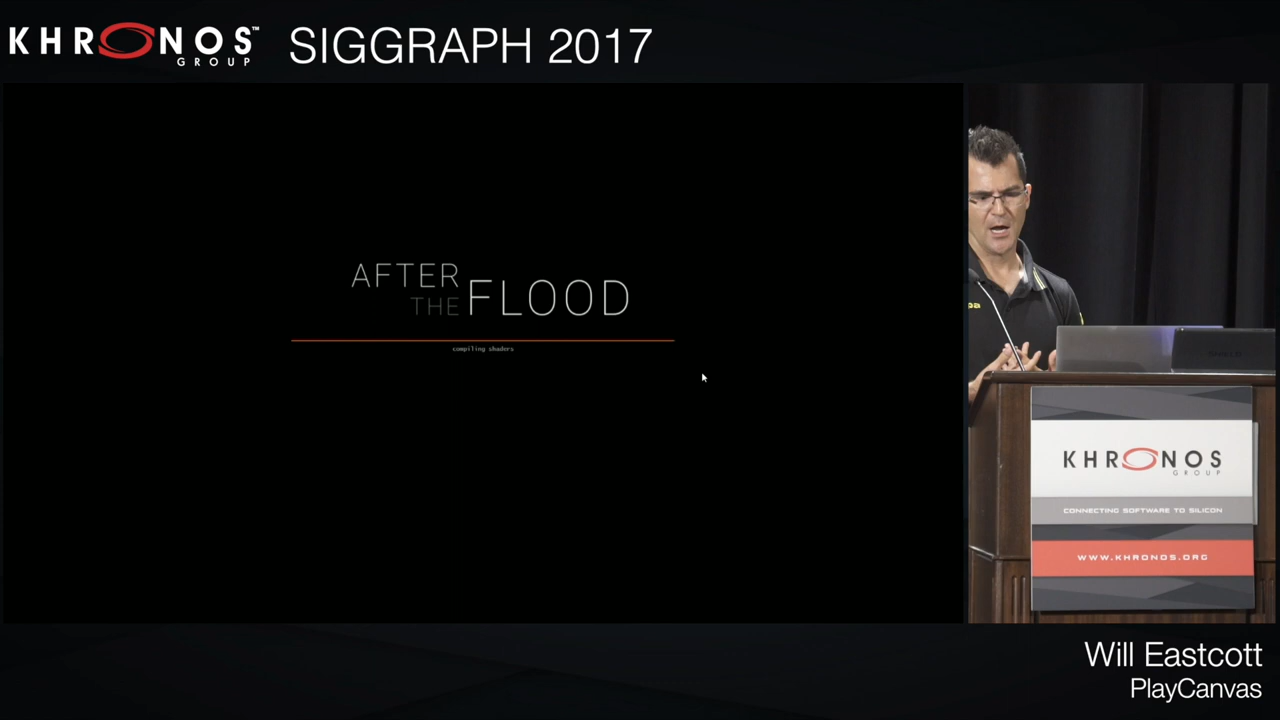 KHRONOS™
GROUP
SIGGRAPH 2017
AFTER
THE FLOOD
compiling shaders
KHRONOS
GROUP
CONNECTING SOFTWARE TO SILICON
WWW.KHRONOS.ORG
Will Eastcott
PlayCanvas